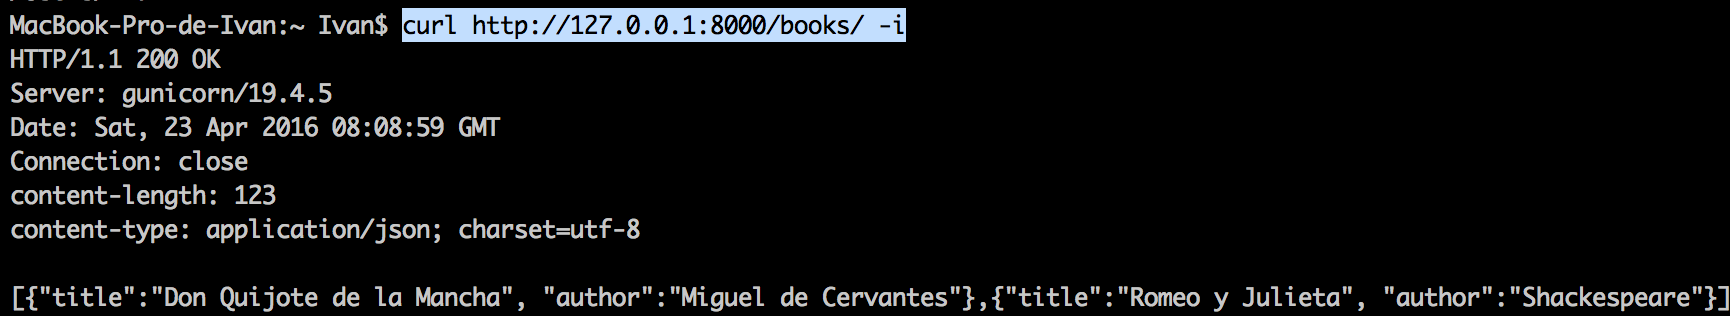 MacBook-Pro-de-Ivan:~ Ivan$ curl http://127.0.0.1:8000/books/ -i
HTTP/1.1 200 OK
Server: gunicorn/19.4.5
Date: Sat, 23 Apr 2016 08:08:59 GMT
Connection: close
content-length: 123
content-type: application/json; charset=utf-8
[{"title":"Don Quijote de la Mancha", "author":"Miguel de Cervantes"},{"title":"Romeo y Julieta", "author":"Shackespeare"}]